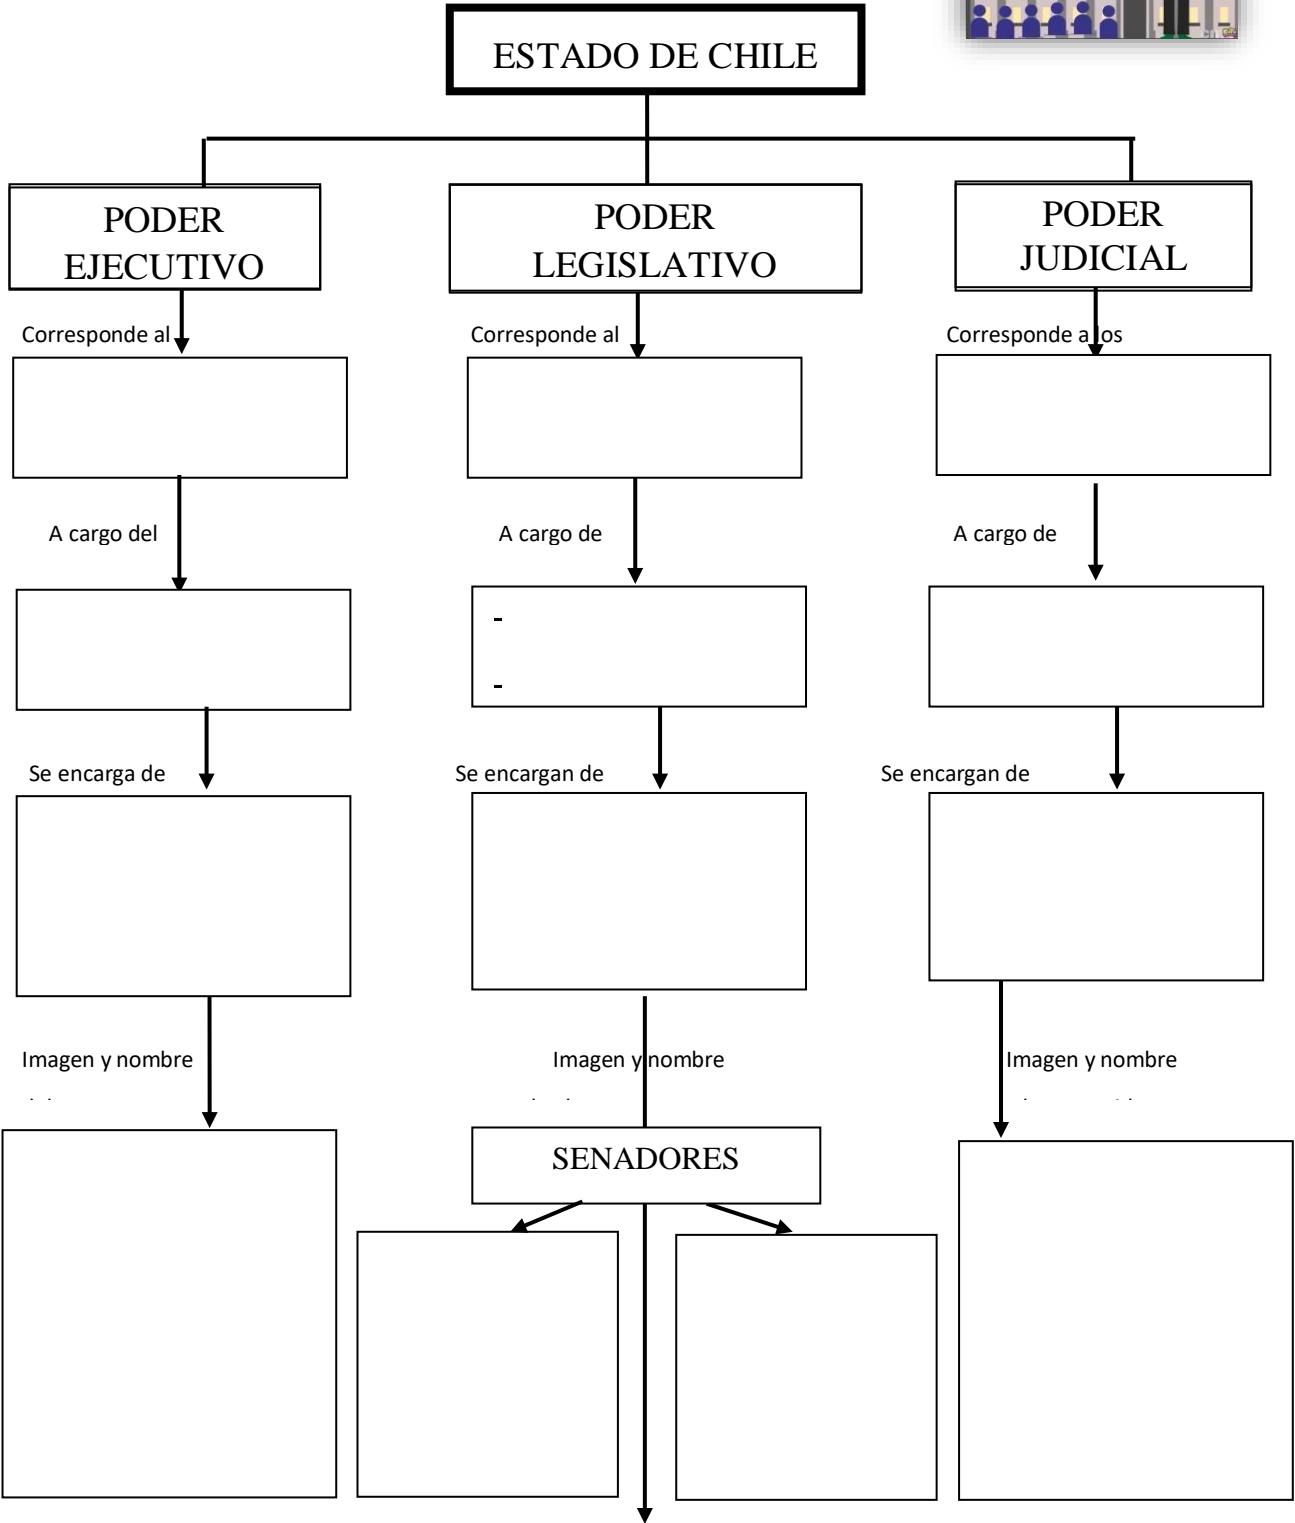 ESTADO DE CHILE
PODER
EJECUTIVO
PODER
LEGISLATIVO
PODER
JUDICIAL
Corresponde al
Corresponde al
Corresponde a los
A cargo del
A cargo de
A cargo de
-
-
Se encarga de
Se encargan de
Se encargan de
Imagen y nombre
Imagen y nombre
Imagen y nombre
SENADORES